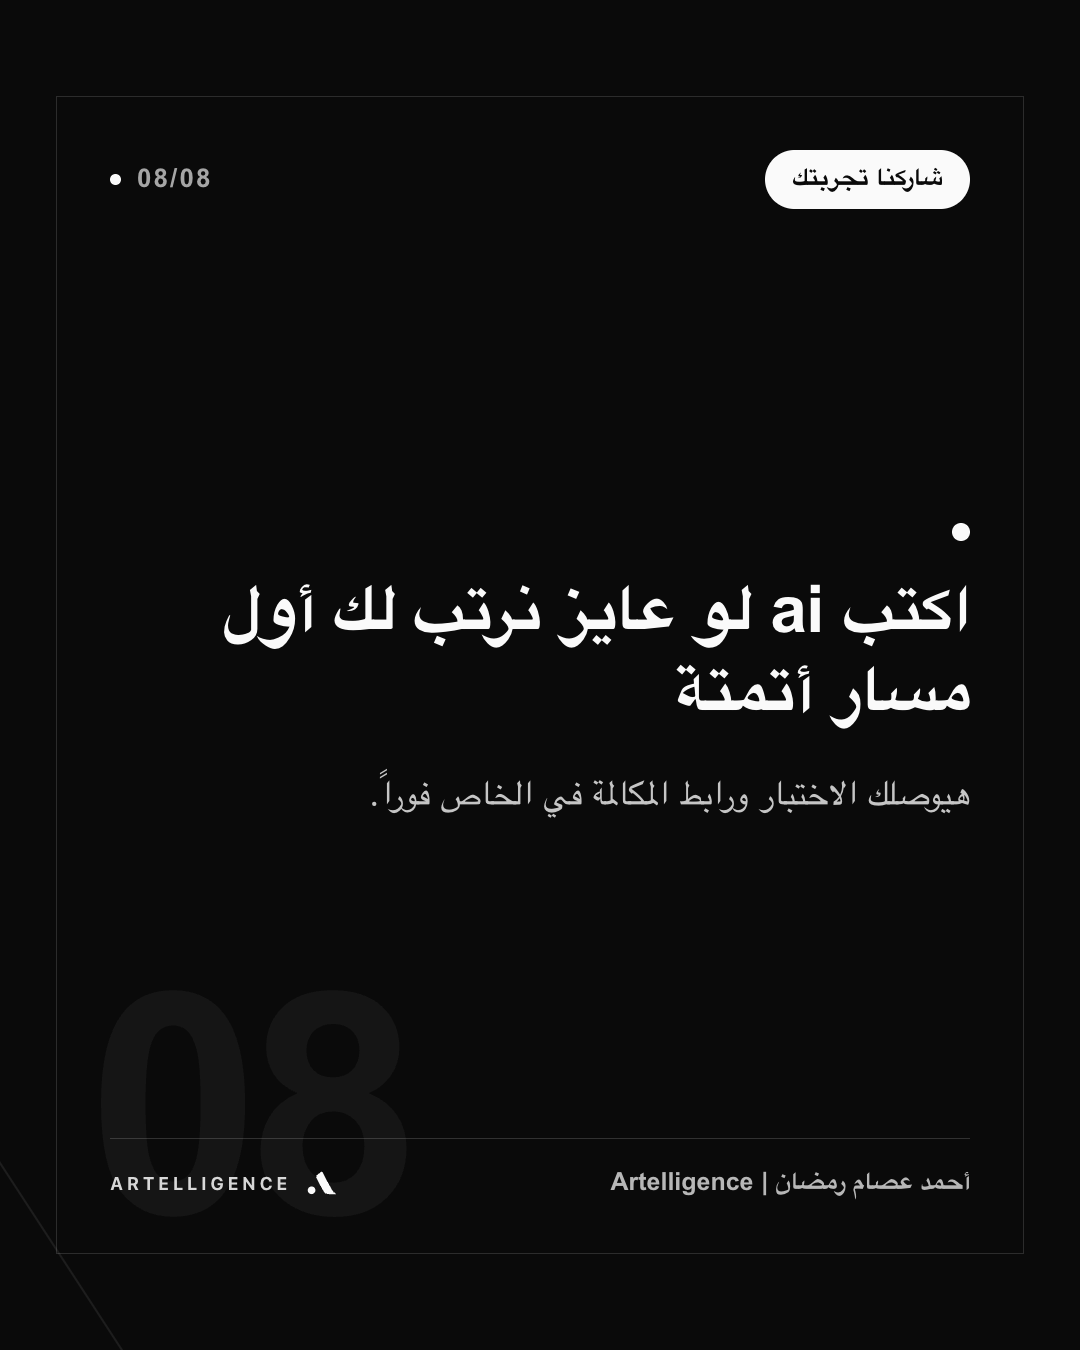 شاركنا تجربتك
08/08
اكتب ai لو عايز نرتب لك أول
مسار أتمتة
هيوصلك الاختبار ورابط المكالمة في الخاص فوراً.
08
أحمد عصام رمضان | Artelligence
ARTELLIGENCE